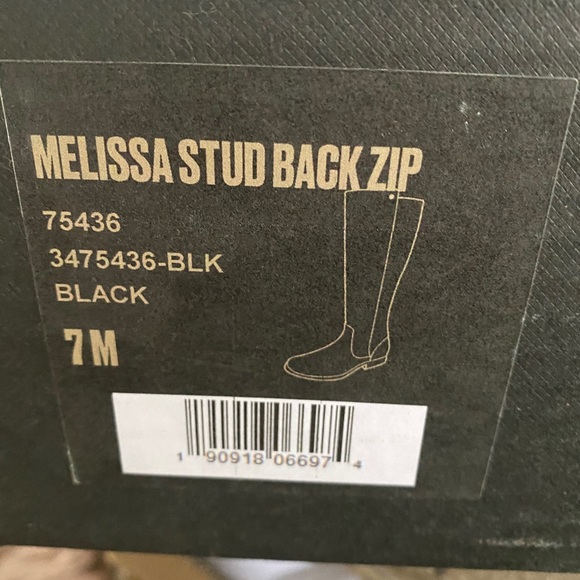 MELISSA STUD BACK ZIP
75436
3475436-BLK
BLACK
7 M
1 90918 06697 4